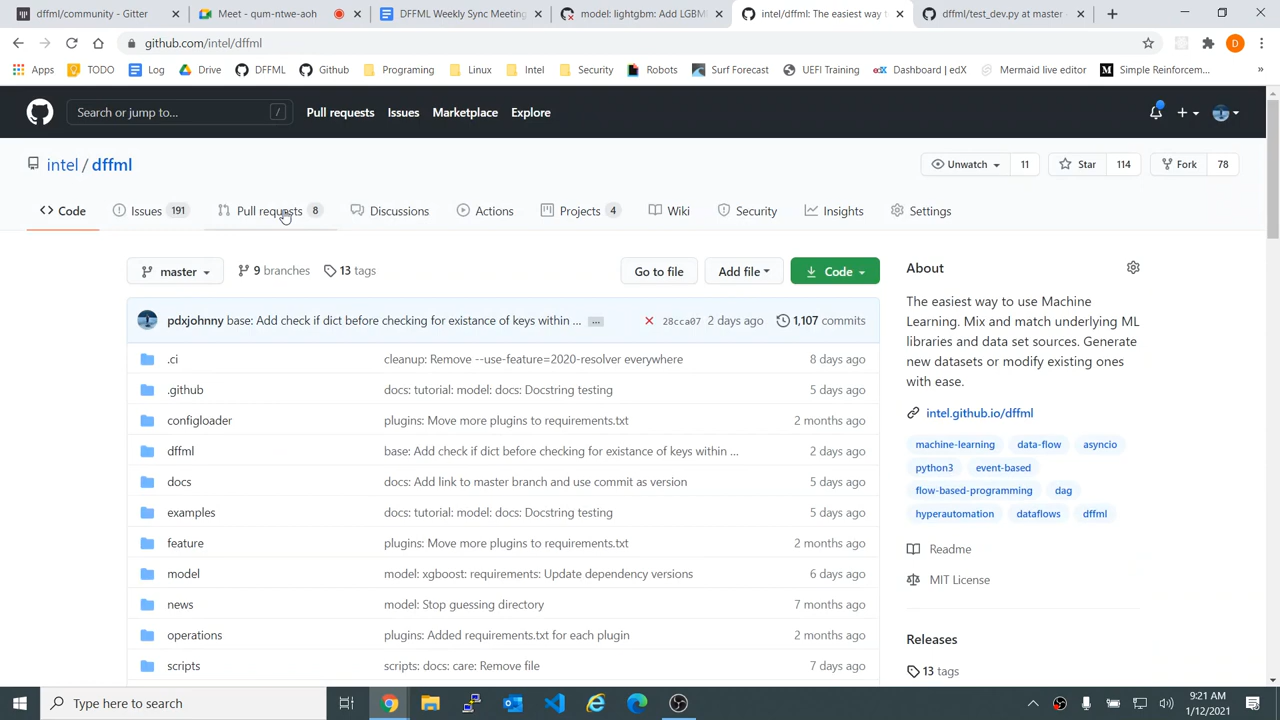 dffml/community - Gitter
Meet - qum-ntwe-aoh
DFFML Weekly Sync Meeting
model: lightgbm: Add LGBM
intel/dffml: The easiest way
dffml/test_dev.py at master
github.com/intel/dffml
Apps
TODO
Log
Drive
DFFML
Github
Programing
Linux
Intel
Security
Robots
Surf Forecast
UEFI Training
edX
Dashboard | edX
Mermaid live editor
M
Simple Reinforcem...
»
Search or jump to...
/
Pull requests
Issues
Marketplace
Explore
intel / dffml
Unwatch
11
Star
114
Fork
78
Code
Issues 191
Pull requests 8
Discussions
Actions
Projects 4
Wiki
Security
Insights
Settings
master
9 branches
13 tags
Go to file
Add file
Code
About
pdxjohnny base: Add check if dict before checking for existance of keys within ...
...
28cca07 2 days ago
1,107 commits
The easiest way to use Machine
Learning. Mix and match underlying ML
libraries and data set sources. Generate
new datasets or modify existing ones
with ease.
.ci cleanup: Remove --use-feature=2020-resolver everywhere 8 days ago
.github docs: tutorial: model: docs: Docstring testing 5 days ago
configloader plugins: Move more plugins to requirements.txt 2 months ago
intel.github.io/dffml
dffml base: Add check if dict before checking for existance of keys within ... 2 days ago
machine-learning data-flow asyncio
python3 event-based
docs docs: Add link to master branch and use commit as version 5 days ago
flow-based-programming dag
examples docs: tutorial: model: docs: Docstring testing 5 days ago
hyperautomation dataflows dffml
feature plugins: Move more plugins to requirements.txt 2 months ago
Readme
model model: xgboost: requirements: Update dependency versions 6 days ago
MIT License
news model: Stop guessing directory 7 months ago
operations plugins: Added requirements.txt for each plugin 2 months ago
Releases
scripts scripts: docs: care: Remove file 7 days ago
13 tags
Type here to search
9:21 AM
1/12/2021
D